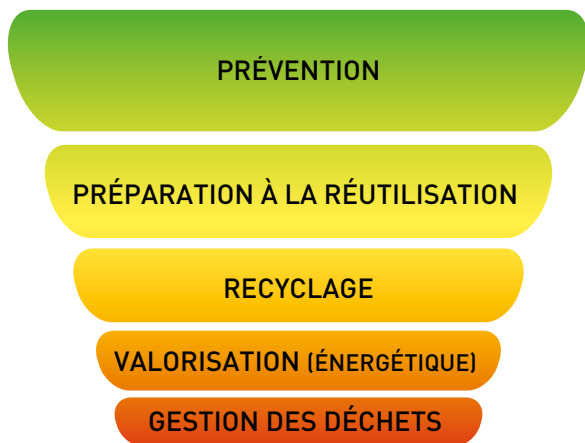 PRÉVENTION
PRÉPARATION À LA RÉUTILISATION
RECYCLAGE
VALORISATION (ÉNERGÉTIQUE)
GESTION DES DÉCHETS